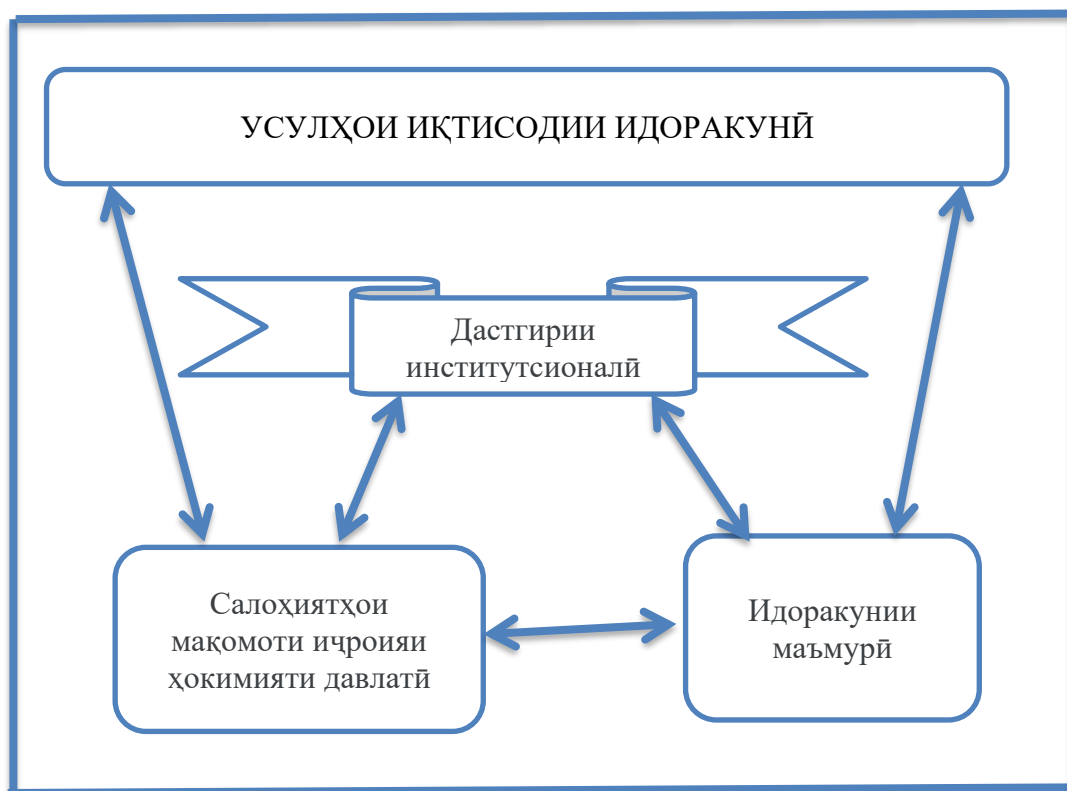 УСУЛҲОИ ИҚТИСОДИИ ИДОРАКУНӢ
Дастгирии
институтсионалӣ
Салоҳиятҳои
мақомоти иҷроияи
ҳокимияти давлатӣ
Идоракунии
маъмурӣ